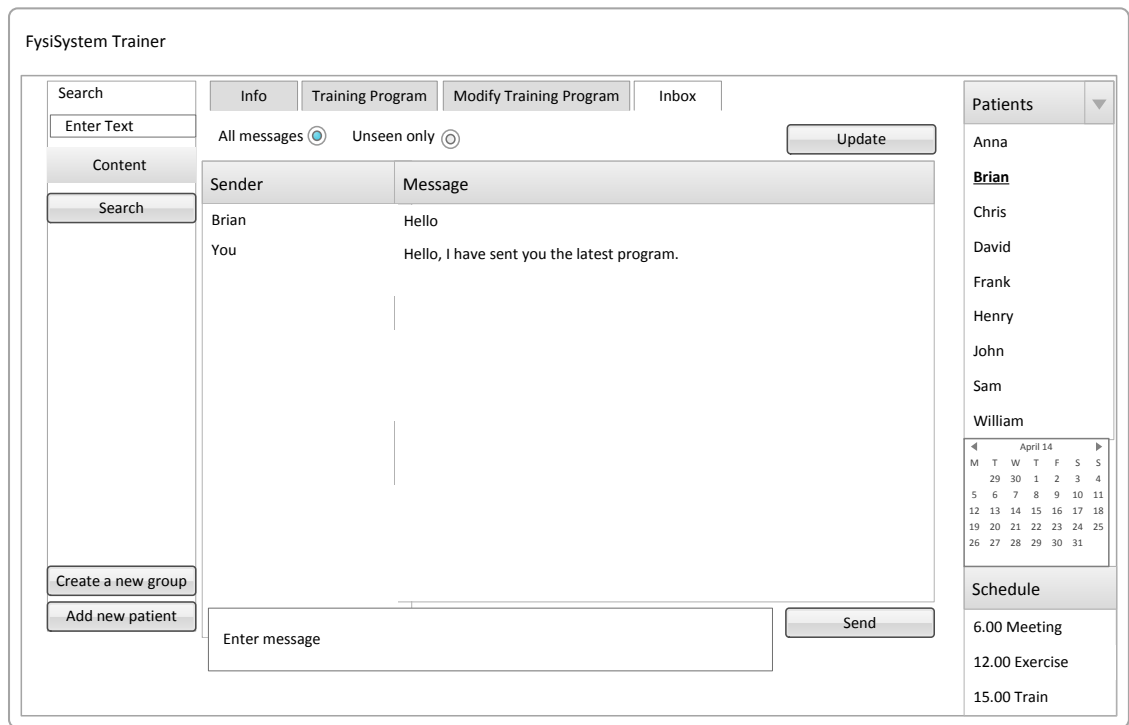 FysiSystem Trainer
Search
Enter Text
Content
Search
Create a new group
Add new patient
Info Training Program Modify Training Program Inbox
All messages Unseen only Update
Sender Message
Brian Hello
You Hello, I have sent you the latest program.
Enter message
Send
Patients
Anna
Brian
Chris
David
Frank
Henry
John
Sam
William
April 14
M T W T F S S
29 30 1 2 3 4
5 6 7 8 9 10 11
12 13 14 15 16 17 18
19 20 21 22 23 24 25
26 27 28 29 30 31
Schedule
6.00 Meeting
12.00 Exercise
15.00 Train